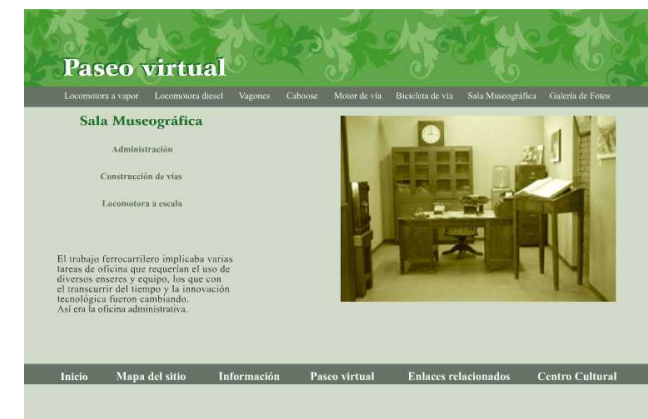 Paseo virtual
Locomotora a vapor Locomotora diesel Vagones Caboose Motor de vía Bicicleta de vía Sala Museográfica Galería de Fotos
Sala Museográfica
Administración
Construcción de vías
Locomotora a escala
El trabajo ferrocarrilero implicaba varias
tareas de oficina que requerían el uso de
diversos enseres y equipo, los que con
el transcurrir del tiempo y la innovación
tecnológica fueron cambiando.
Así era la oficina administrativa.
Inicio Mapa del sitio Información Paseo virtual Enlaces relacionados Centro Cultural